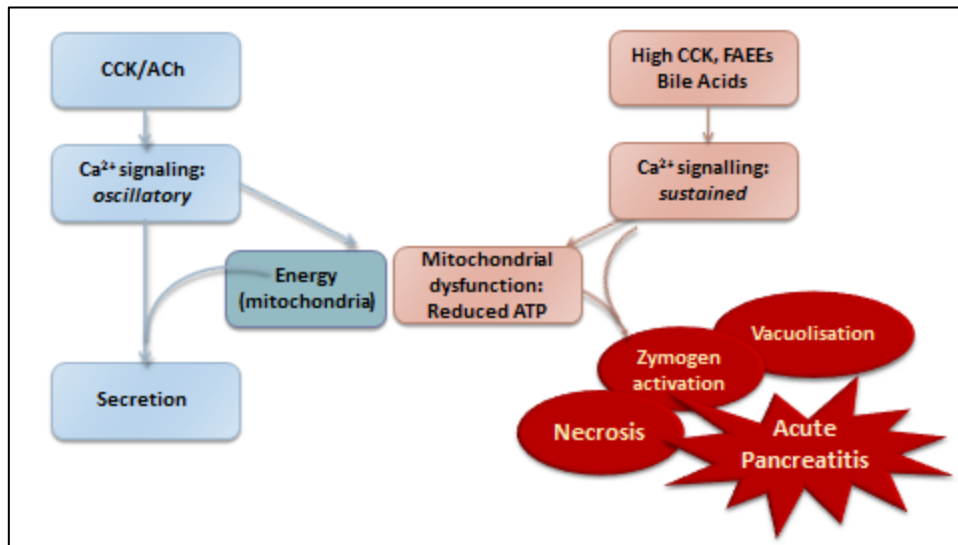 CCK/ACh
Ca²⁺ signaling:
oscillatory
Energy
(mitochondria)
Secretion
High CCK, FAEEs
Bile Acids
Ca²⁺ signalling:
sustained
Mitochondrial
dysfunction:
Reduced ATP
Vacuolisation
Zymogen
activation
Necrosis
Acute
Pancreatitis